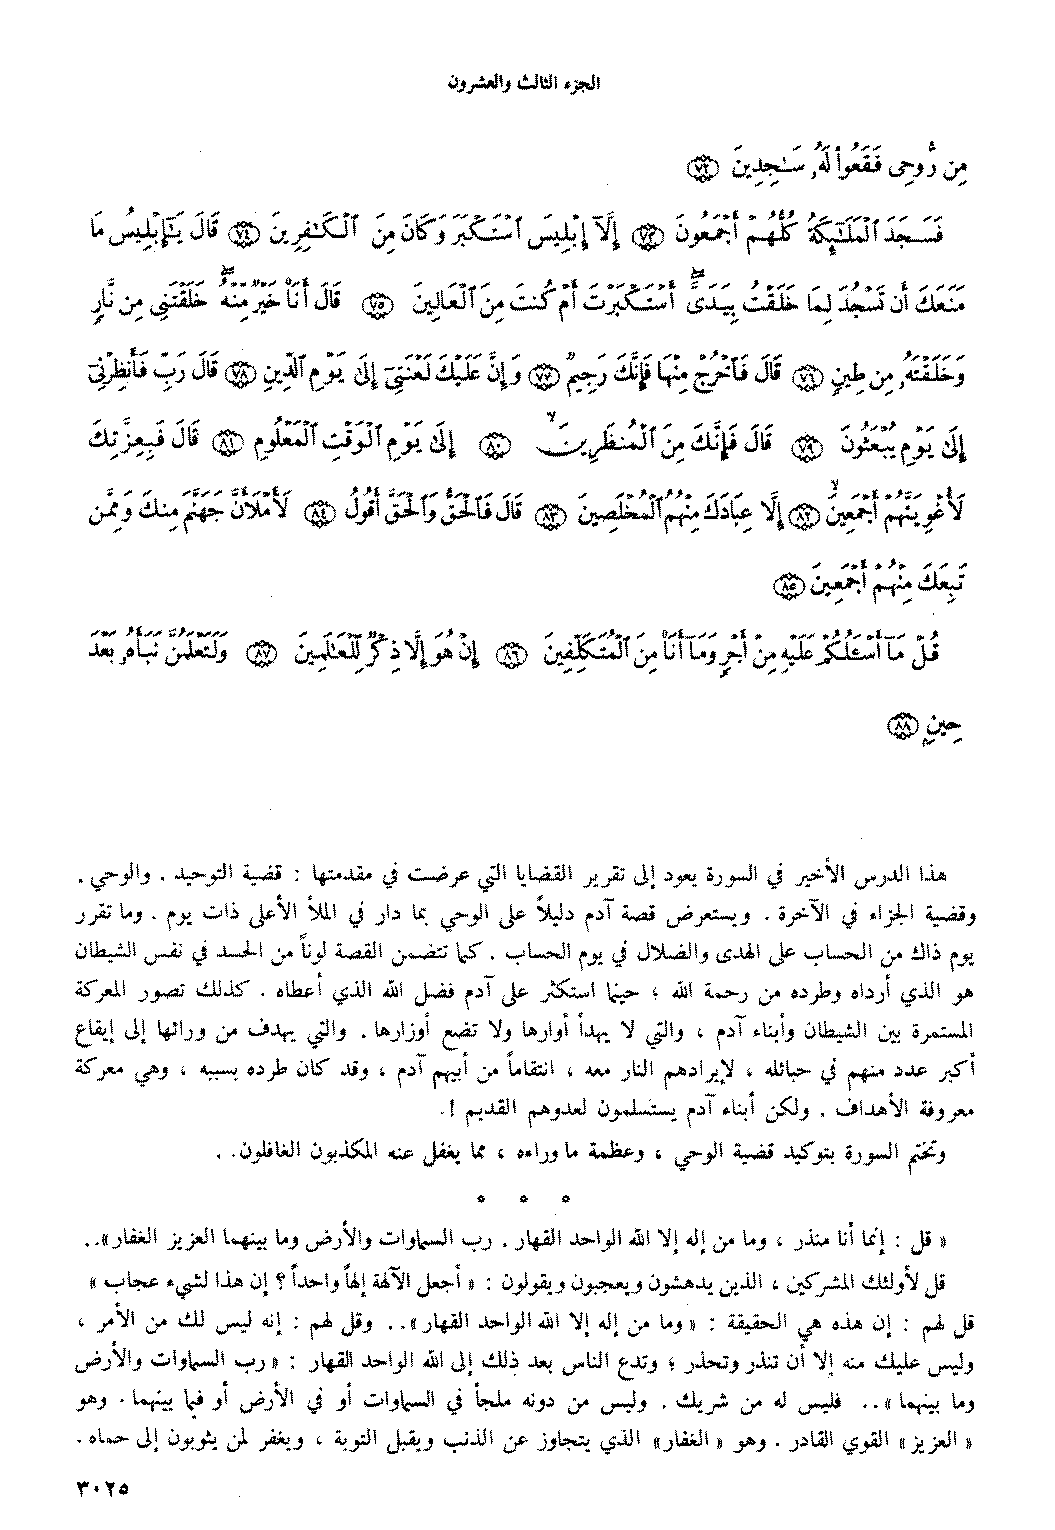 الجزء الثالث والعشرون
مِن رُّوحِى فَقَعُوا۟ لَهُۥ سَـٰجِدِينَ ﴿٧٢﴾
فَسَجَدَ ٱلْمَلَـٰٓئِكَةُ كُلُّهُمْ أَجْمَعُونَ ﴿٧٣﴾ إِلَّآ إِبْلِيسَ ٱسْتَكْبَرَ وَكَانَ مِنَ ٱلْكَـٰفِرِينَ ﴿٧٤﴾ قَالَ يَـٰٓإِبْلِيسُ مَا
مَنَعَكَ أَن تَسْجُدَ لِمَا خَلَقْتُ بِيَدَىَّ ۖ أَسْتَكْبَرْتَ أَمْ كُنتَ مِنَ ٱلْعَالِينَ ﴿٧٥﴾ قَالَ أَنَا۠ خَيْرٌ مِّنْهُ ۖ خَلَقْتَنِى مِن نَّارٍ
وَخَلَقْتَهُۥ مِن طِينٍ ﴿٧٦﴾ قَالَ فَٱخْرُجْ مِنْهَا فَإِنَّكَ رَجِيمٌ ﴿٧٧﴾ وَإِنَّ عَلَيْكَ لَعْنَتِىٓ إِلَىٰ يَوْمِ ٱلدِّينِ ﴿٧٨﴾ قَالَ رَبِّ فَأَنظِرْنِىٓ
إِلَىٰ يَوْمِ يُبْعَثُونَ ﴿٧٩﴾ قَالَ فَإِنَّكَ مِنَ ٱلْمُنظَرِينَ ۙ ﴿٨٠﴾ إِلَىٰ يَوْمِ ٱلْوَقْتِ ٱلْمَعْلُومِ ﴿٨١﴾ قَالَ فَبِعِزَّتِكَ
لَأُغْوِيَنَّهُمْ أَجْمَعِينَ ۙ ﴿٨٢﴾ إِلَّا عِبَادَكَ مِنْهُمُ ٱلْمُخْلَصِينَ ﴿٨٣﴾ قَالَ فَٱلْحَقُّ وَٱلْحَقَّ أَقُولُ ﴿٨٤﴾ لَأَمْلَأَنَّ جَهَنَّمَ مِنكَ وَمِمَّن
تَبِعَكَ مِنْهُمْ أَجْمَعِينَ ﴿٨٥﴾
قُلْ مَآ أَسْـَٔلُكُمْ عَلَيْهِ مِنْ أَجْرٍ وَمَآ أَنَا۠ مِنَ ٱلْمُتَكَلِّفِينَ ﴿٨٦﴾ إِنْ هُوَ إِلَّا ذِكْرٌ لِّلْعَـٰلَمِينَ ﴿٨٧﴾ وَلَتَعْلَمُنَّ نَبَأَهُۥ بَعْدَ
حِينٍۭ ﴿٨٨﴾
هذا الدرس الأخير في السورة يعود إلى تقرير القضايا التي عرضت في مقدمتها : قضية التوحيد . والوحي .
وقضية الجزاء في الآخرة . ويستعرض قصة آدم دليلاً على الوحي بما دار في الملأ الأعلى ذات يوم . وما تقرر
يوم ذاك من الحساب على الهدى والضلال في يوم الحساب . كما تتضمن القصة لوناً من الحسد في نفس الشيطان
هو الذي أرداه وطرده من رحمة الله ؛ حينما استكثر على آدم فضل الله الذي أعطاه . كذلك تصور المعركة
المستمرة بين الشيطان وأبناء آدم ، والتي لا يهدأ أوارها ولا تضع أوزارها . والتي يهدف من ورائها إلى إيقاع
أكبر عدد منهم في حبائله ، لإيرادهم النار معه ، انتقاماً من أبيهم آدم ، وقد كان طرده بسببه ، وهي معركة
معروفة الأهداف . ولكن أبناء آدم يستسلمون لعدوهم القديم !.
وتختم السورة بتوكيد قضية الوحي ، وعظمة ما وراءه ، مما يغفل عنه المكذبون الغافلون. .
* * *
« قل : إنما أنا منذر ، وما من إله إلا الله الواحد القهار . رب السماوات والأرض وما بينهما العزيز الغفار»..
قل لأولئك المشركين ، الذين يدهشون ويعجبون ويقولون : « أجعل الآلهة إلهاً واحداً ؟ إن هذا لشيء عجاب »
قل لهم : إن هذه هي الحقيقة : « وما من إله إلا الله الواحد القهار».. وقل لهم : إنه ليس لك من الأمر ،
وليس عليك منه إلا أن تنذر وتحذر ؛ وتدع الناس بعد ذلك إلى الله الواحد القهار : « رب السماوات والأرض
وما بينهما ».. فليس له من شريك . وليس من دونه ملجأ في السماوات أو في الأرض أو فيما بينهما . وهو
« العزيز » القوي القادر . وهو « الغفار» الذي يتجاوز عن الذنب ويقبل التوبة ، ويغفر لمن يثوبون إلى حماه .
٣٠٢٥